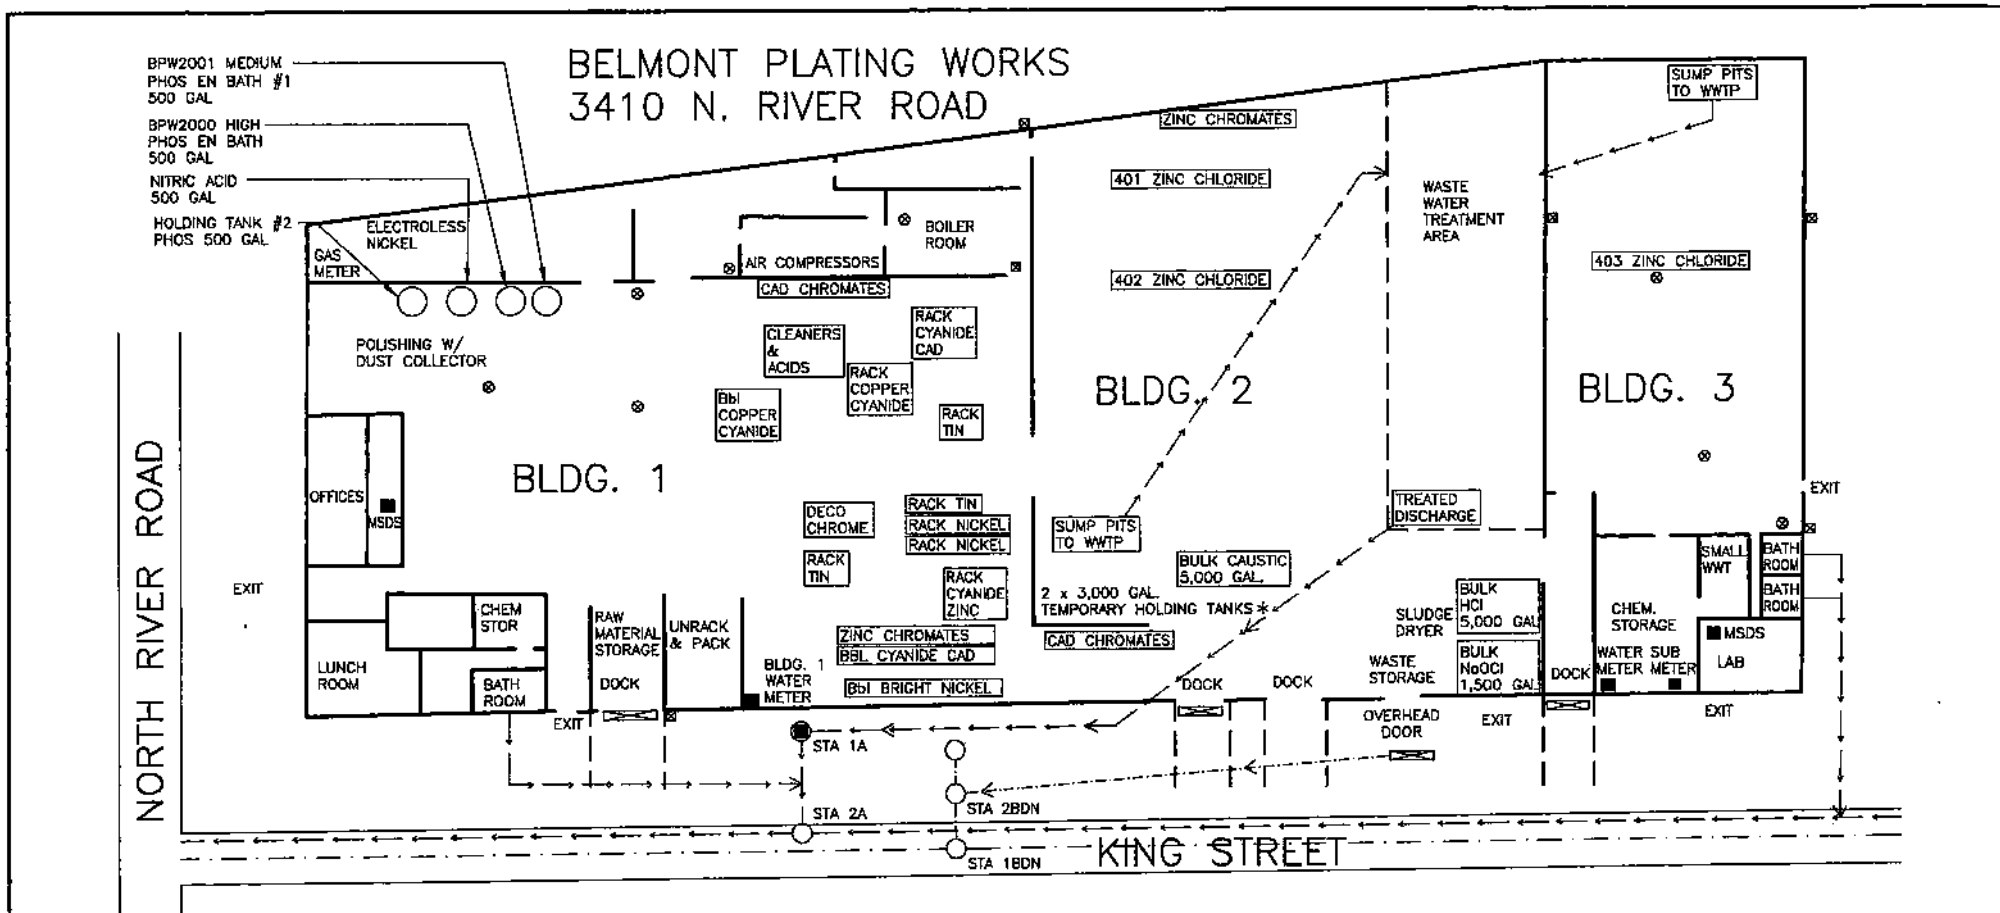 BELMONT PLATING WORKS
3410 N. RIVER ROAD
BPW2001 MEDIUM
PHOS EN BATH #1
500 GAL
BPW2000 HIGH
PHOS EN BATH
500 GAL
NITRIC ACID
500 GAL
HOLDING TANK #2
PHOS 500 GAL
GAS
METER
ELECTROLESS
NICKEL
POLISHING W/
DUST COLLECTOR
AIR COMPRESSORS
BOILER
ROOM
CAD CHROMATES
CLEANERS
&
ACIDS
RACK
CYANIDE
CAD
RACK
COPPER
CYANIDE
Bbl
COPPER
CYANIDE
RACK
TIN
BLDG. 1
OFFICES
MSDS
DECO
CHROME
RACK TIN
RACK NICKEL
RACK NICKEL
RACK
TIN
RACK
CYANIDE
ZINC
ZINC CHROMATES
BBL CYANIDE CAD
Bbl BRIGHT NICKEL
LUNCH
ROOM
CHEM
STOR
BATH
ROOM
RAW
MATERIAL
STORAGE
DOCK
UNRACK
& PACK
BLDG. 1
WATER
METER
EXIT
EXIT
ZINC CHROMATES
401 ZINC CHLORIDE
402 ZINC CHLORIDE
BLDG. 2
WASTE
WATER
TREATMENT
AREA
SUMP PITS
TO WWTP
TREATED
DISCHARGE
BULK CAUSTIC
5,000 GAL.
2 x 3,000 GAL.
TEMPORARY HOLDING TANKS *
CAD CHROMATES
SLUDGE
DRYER
BULK
HCl
5,000 GAL
BULK
NaOCl
1,500 GAL
WASTE
STORAGE
DOCK
DOCK
OVERHEAD
DOOR
EXIT
SUMP PITS
TO WWTP
403 ZINC CHLORIDE
BLDG. 3
EXIT
SMALL
WWT
BATH
ROOM
BATH
ROOM
CHEM.
STORAGE
MSDS
LAB
WATER SUB
METER METER
DOCK
EXIT
STA 1A
STA 2A
STA 2BDN
STA 1BDN
NORTH RIVER ROAD
KING STREET